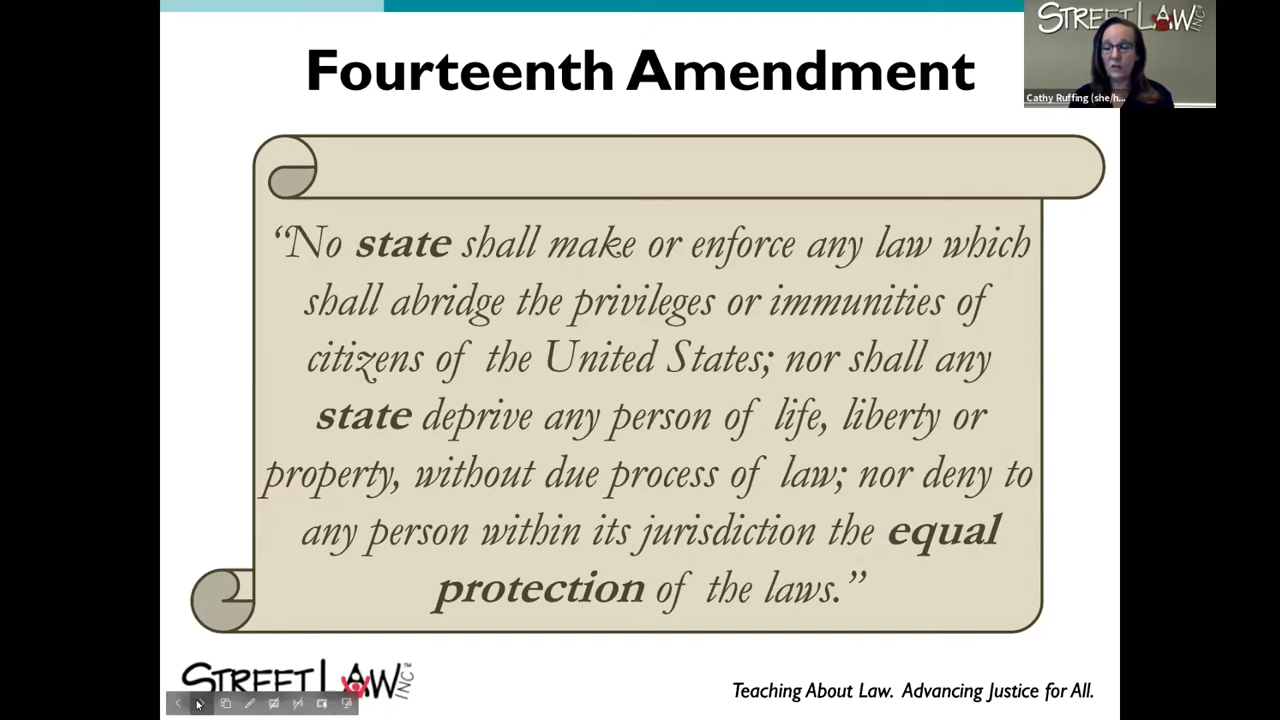 Fourteenth Amendment
STREET LAW INC
Cathy Ruffing (she/h...
“No state shall make or enforce any law which
shall abridge the privileges or immunities of
citizens of the United States; nor shall any
state deprive any person of life, liberty or
property, without due process of law; nor deny to
any person within its jurisdiction the equal
protection of the laws.”
STREET LAW INC™
Teaching About Law. Advancing Justice for All.